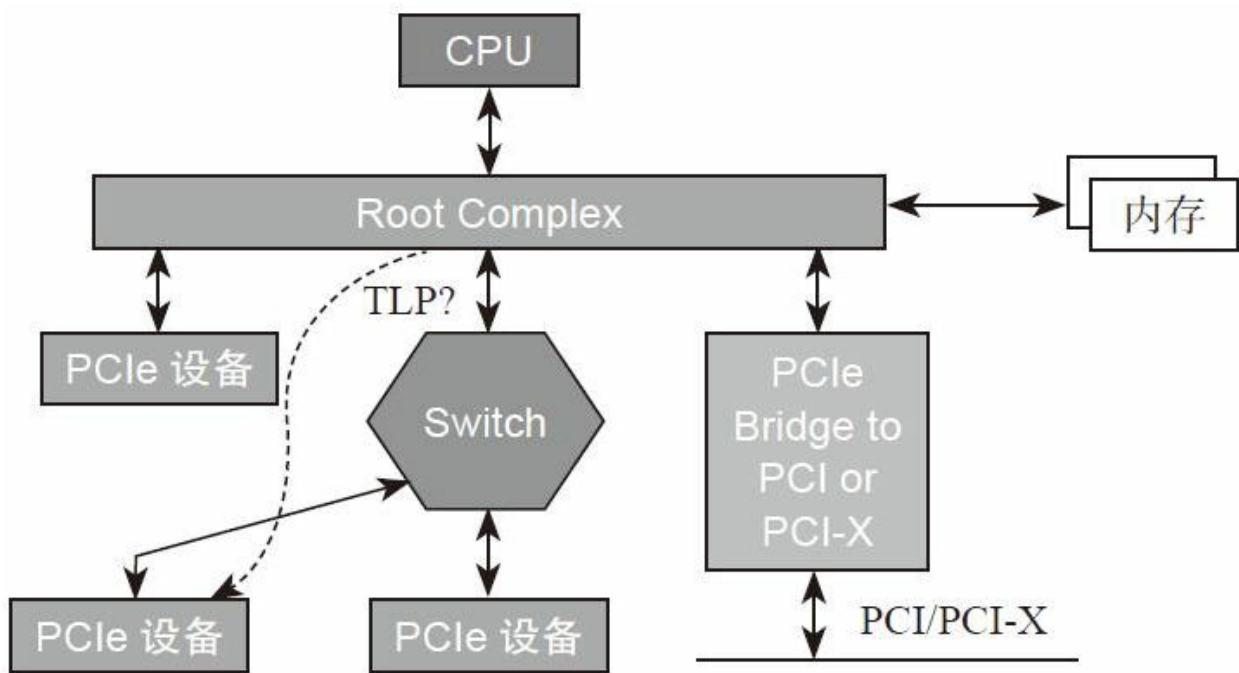 CPU
Root Complex
内存
TLP?
PCIe 设备
Switch
PCIe
Bridge to
PCI or
PCI-X
PCIe 设备
PCIe 设备
PCI/PCI-X